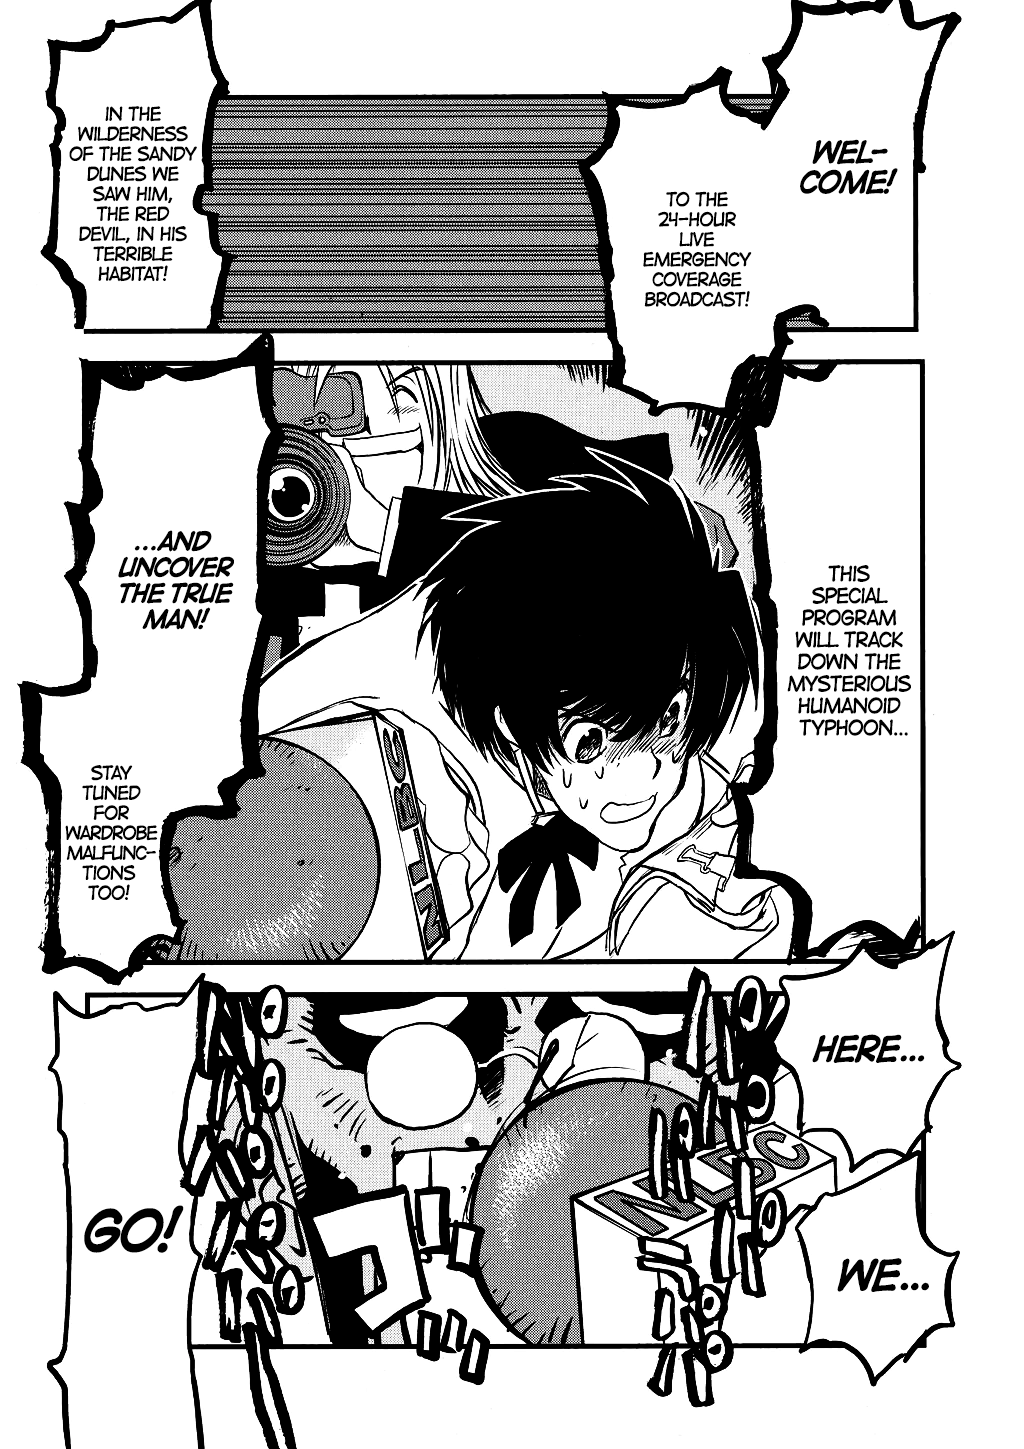 WEL-
COME!
TO THE
24-HOUR
LIVE
EMERGENCY
COVERAGE
BROADCAST!
IN THE
WILDERNESS
OF THE SANDY
DUNES WE
SAW HIM,
THE RED
DEVIL, IN HIS
TERRIBLE
HABITAT!
THIS
SPECIAL
PROGRAM
WILL TRACK
DOWN THE
MYSTERIOUS
HUMANOID
TYPHOON...
...AND
UNCOVER
THE TRUE
MAN!
STAY
TUNED
FOR
WARDROBE
MALFUNC-
TIONS
TOO!
NLBC
HERE...
NLBC
WE...
GO!